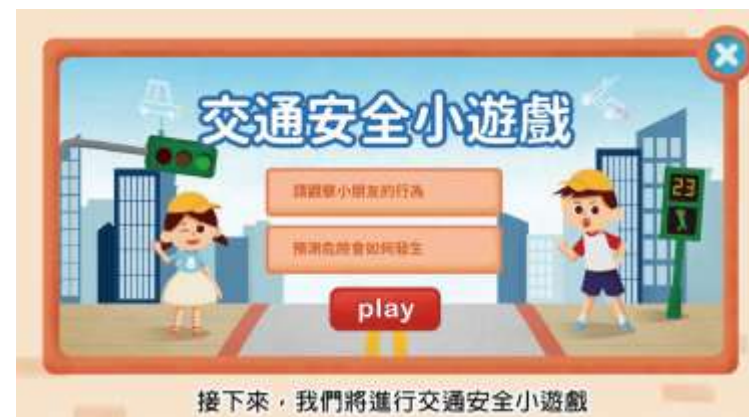 交通安全小遊戲
23
請觀察小朋友的行為
預測危險會如何發生
play
接下來，我們將進行交通安全小遊戲